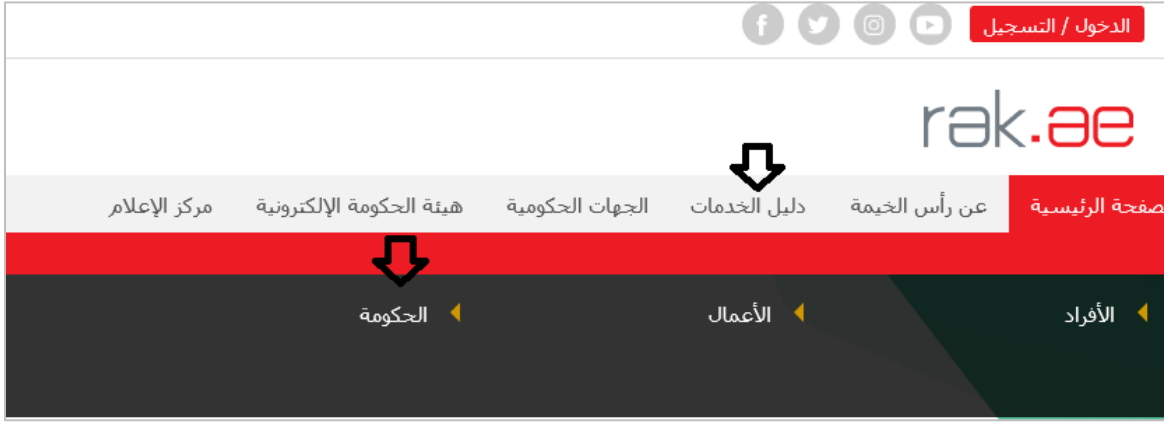 الدخول / التسجيل
rak.ae
صفحة الرئيسية عن رأس الخيمة دليل الخدمات الجهات الحكومية هيئة الحكومة الإلكترونية مركز الإعلام
الأفراد الأعمال الحكومة